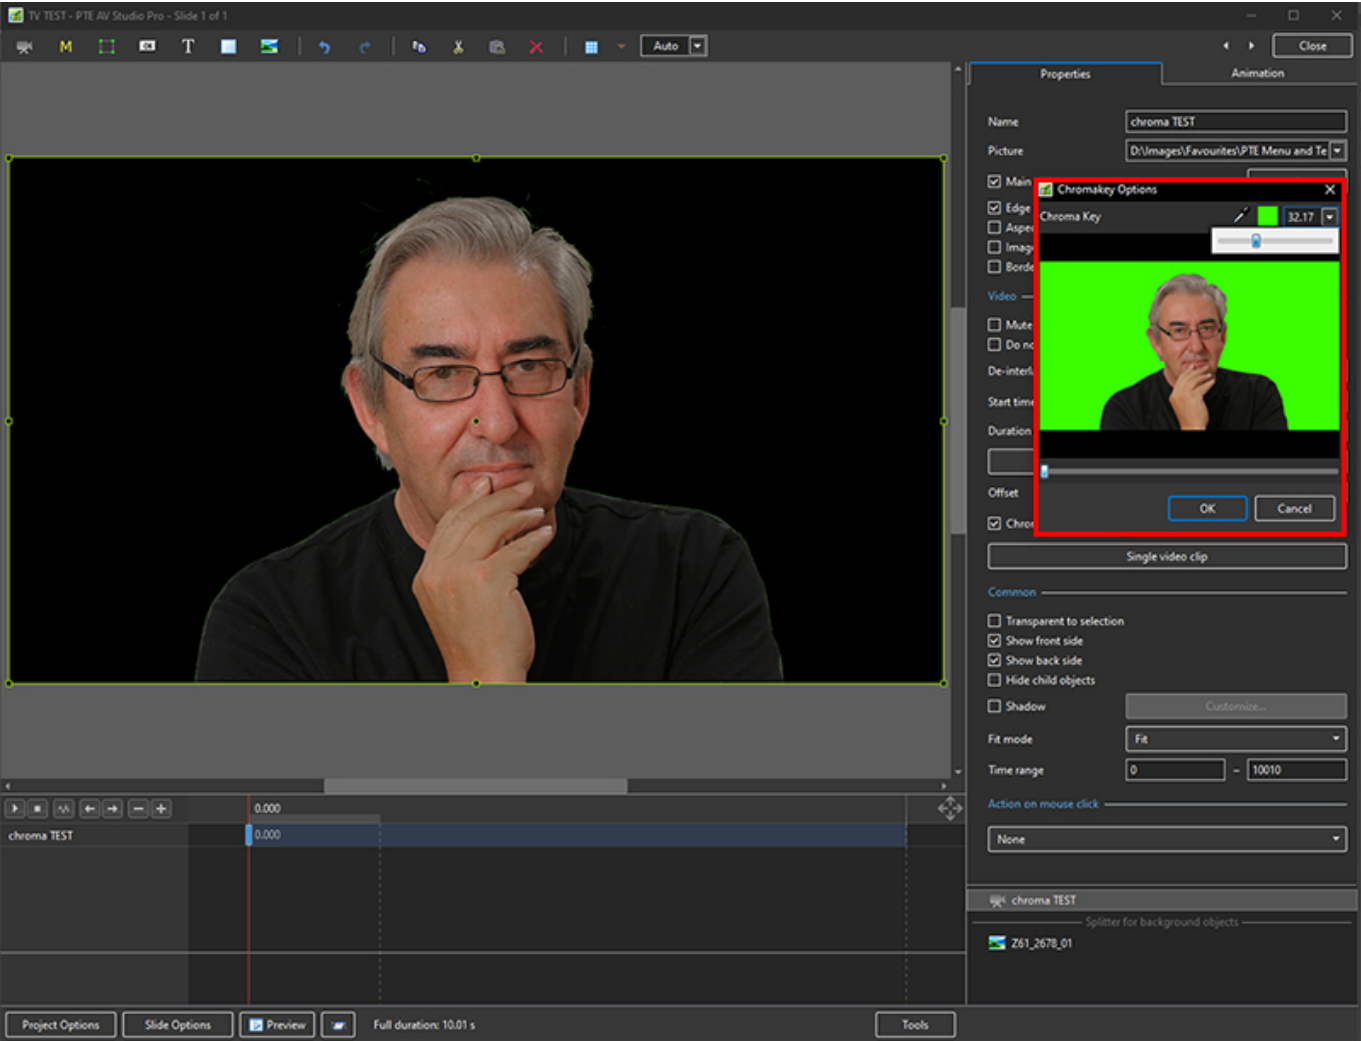 TV TEST - PTE AV Studio Pro - Slide 1 of 1
M
OK
T
Auto
Close
Properties
Animation
Name
chroma TEST
Picture
D:\Images\Favourites\PTE Menu and Te
Main
Chromakey Options
Edge
Chroma Key
32.17
Aspe
Imag
Borde
Video
Mute
Do no
De-interl
Start time
Duration
OK
Cancel
Offset
Chror
Single video clip
Common
Transparent to selection
Show front side
Show back side
Hide child objects
Shadow
Customize...
Fit mode
Fit
Time range
0
-
10010
Action on mouse click
None
0.000
chroma TEST
0.000
chroma TEST
Splitter for background objects
Z61_2678_01
Project Options
Slide Options
Preview
Full duration: 10.01 s
Tools